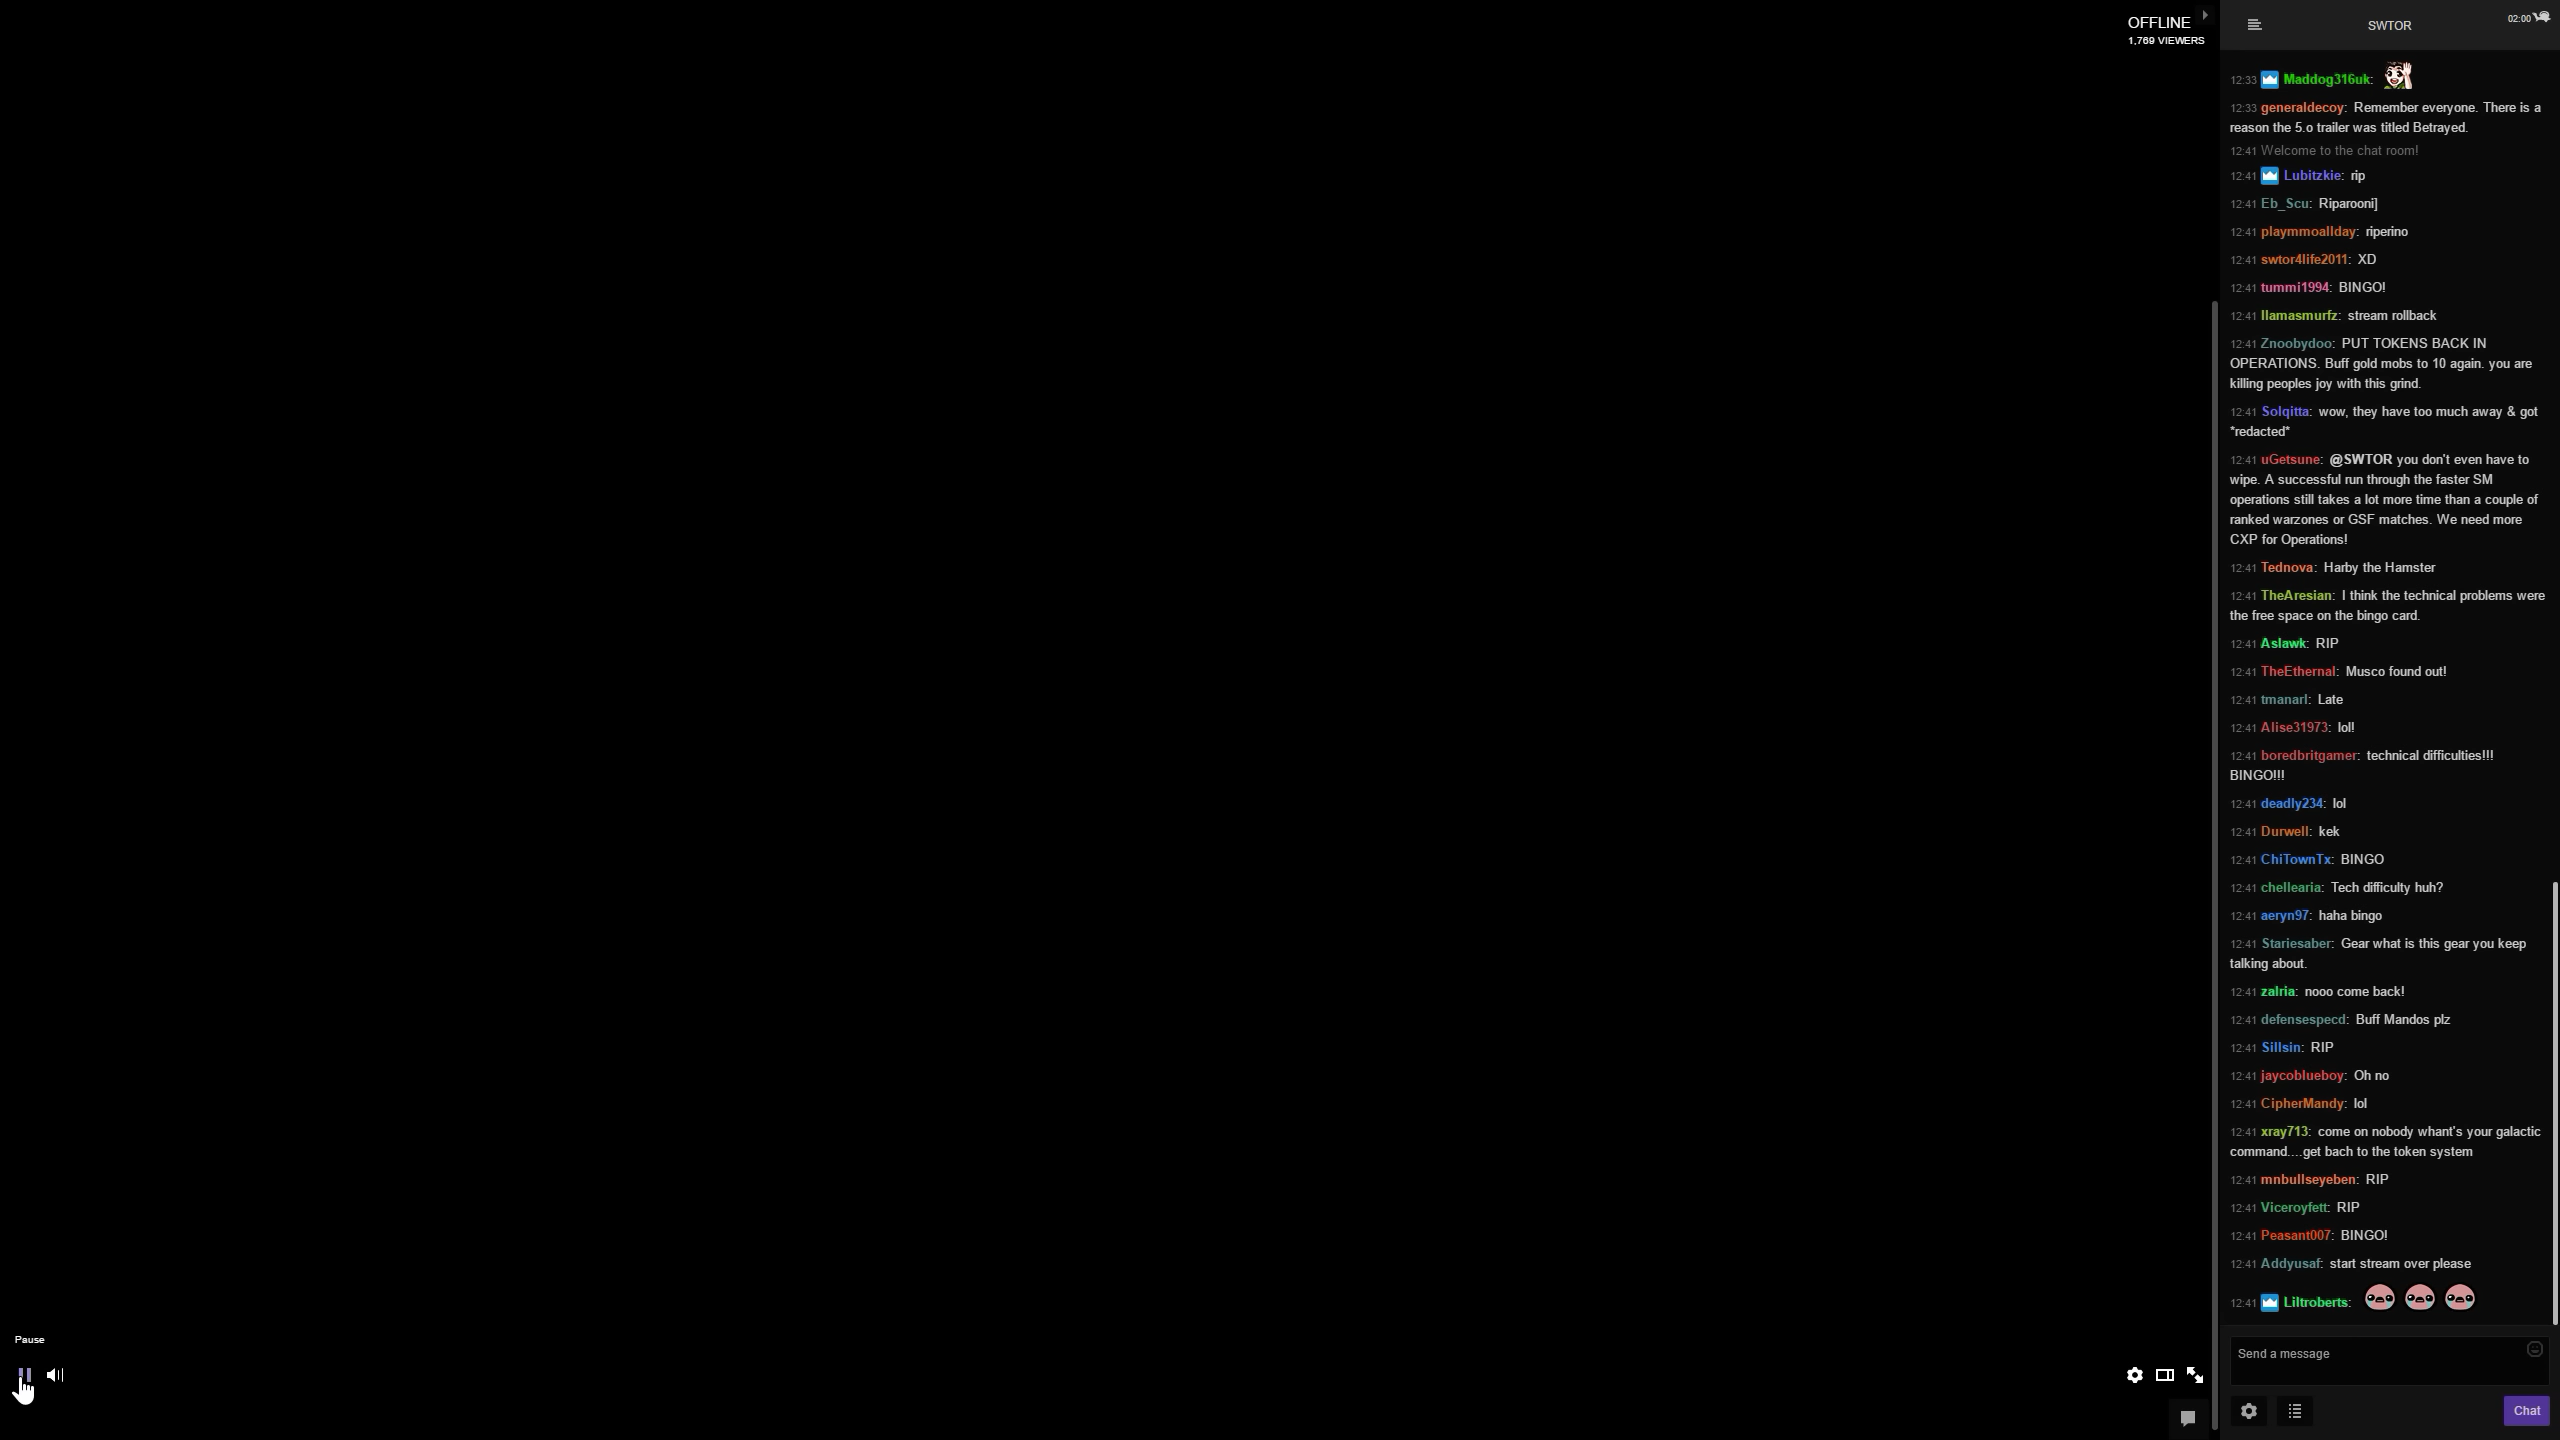 OFFLINE
1,769 VIEWERS
SWTOR
02:00
12:33 Maddog316uk:
12:33 generaldecoy: Remember everyone. There is a
reason the 5.o trailer was titled Betrayed.
12:41 Welcome to the chat room!
12:41 Lubitzkie: rip
12:41 Eb_Scu: Riparooni]
12:41 playmmoallday: riperino
12:41 swtor4life2011: XD
12:41 tummi1994: BINGO!
12:41 llamasmurfz: stream rollback
12:41 Znoobydoo: PUT TOKENS BACK IN
OPERATIONS. Buff gold mobs to 10 again. you are
killing peoples joy with this grind.
12:41 Solqitta: wow, they have too much away & got
*redacted*
12:41 uGetsune: @SWTOR you don't even have to
wipe. A successful run through the faster SM
operations still takes a lot more time than a couple of
ranked warzones or GSF matches. We need more
CXP for Operations!
12:41 Tednova: Harby the Hamster
12:41 TheAresian: I think the technical problems were
the free space on the bingo card.
12:41 Aslawk: RIP
12:41 TheEthernal: Musco found out!
12:41 tmanarl: Late
12:41 Alise31973: lol!
12:41 boredbritgamer: technical difficulties!!!
BINGO!!!
12:41 deadly234: lol
12:41 Durwell: kek
12:41 ChiTownTx: BINGO
12:41 chellearia: Tech difficulty huh?
12:41 aeryn97: haha bingo
12:41 Stariesaber: Gear what is this gear you keep
talking about.
12:41 zalria: nooo come back!
12:41 defensespecd: Buff Mandos plz
12:41 Sillsin: RIP
12:41 jaycoblueboy: Oh no
12:41 CipherMandy: lol
12:41 xray713: come on nobody whant's your galactic
command....get bach to the token system
12:41 mnbullseyeben: RIP
12:41 Viceroyfett: RIP
12:41 Peasant007: BINGO!
12:41 Addyusaf: start stream over please
12:41 Liltroberts:
Pause
Send a message
Chat